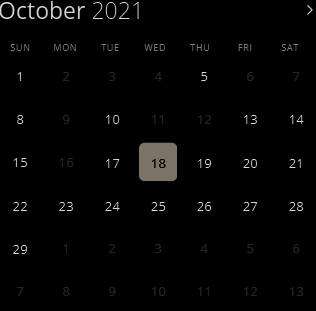 October 2021 >
SUN MON TUE WED THU FRI SAT
1 2 3 4 5 6 7
8 9 10 11 12 13 14
15 16 17 18 19 20 21
22 23 24 25 26 27 28
29 1 2 3 4 5 6
7 8 9 10 11 12 13